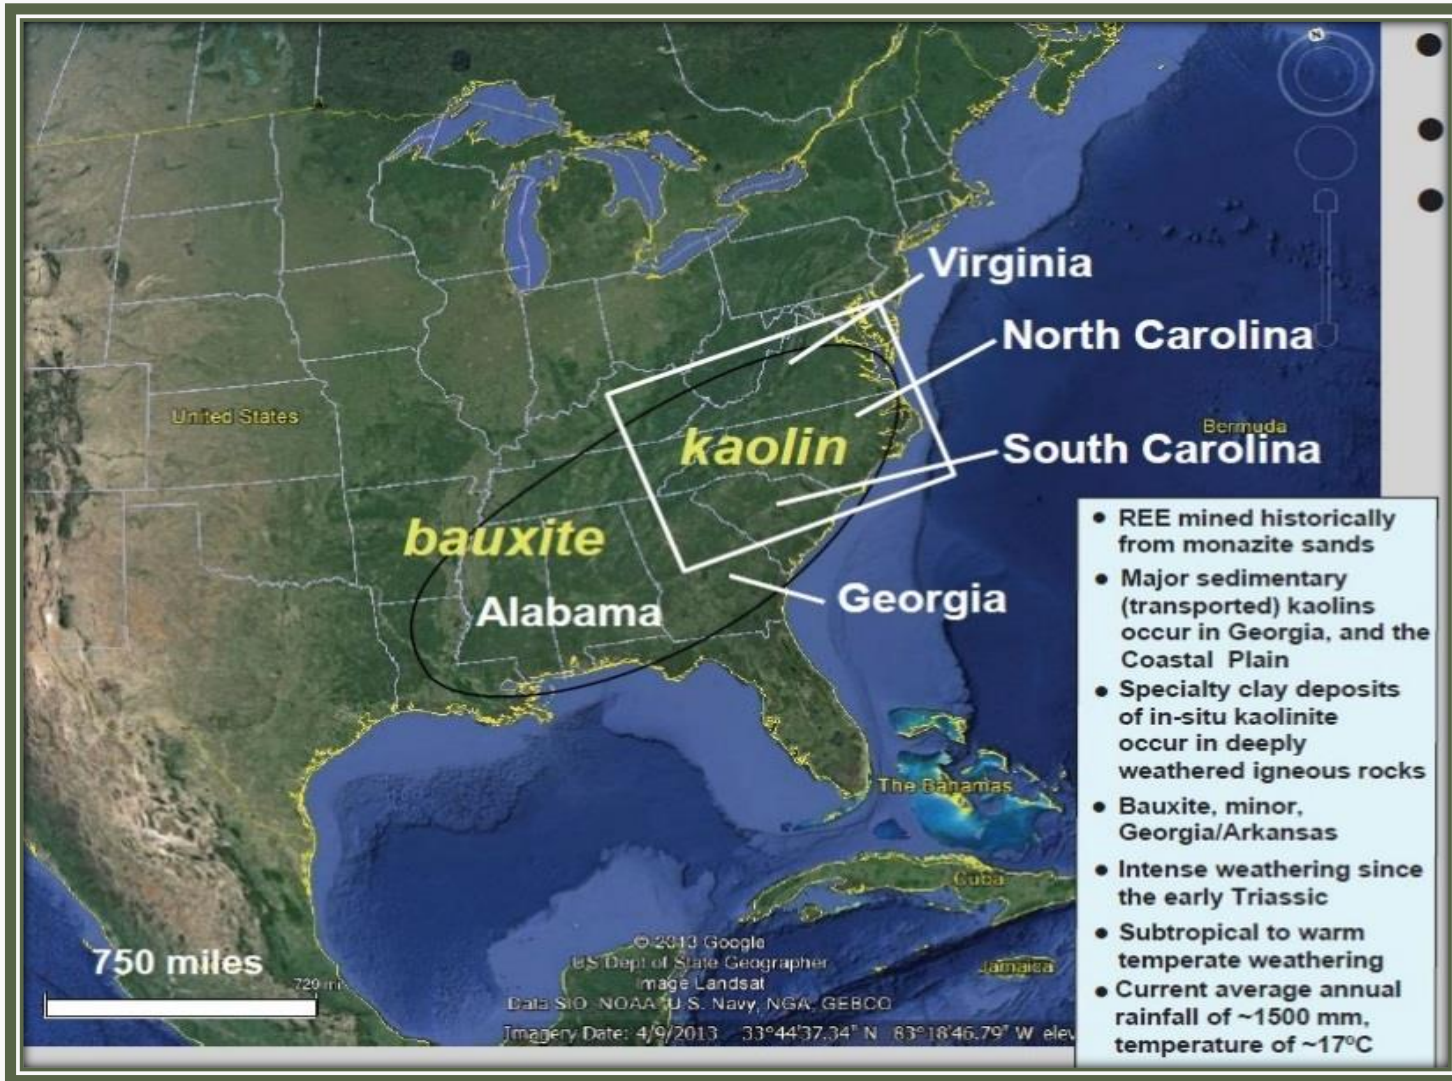 N
Virginia
North Carolina
United States
Bermuda
kaolin
South Carolina
bauxite
Alabama
Georgia
• REE mined historically
from monazite sands
• Major sedimentary
(transported) kaolins
occur in Georgia, and the
Coastal Plain
• Specialty clay deposits
of in-situ kaolinite
occur in deeply
weathered igneous rocks
• Bauxite, minor,
Georgia/Arkansas
• Intense weathering since
the early Triassic
• Subtropical to warm
temperate weathering
• Current average annual
rainfall of ~1500 mm,
temperature of ~17ºC
The Bahamas
Cuba
Jamaica
750 miles
729 mi
© 2013 Google
US Dept of State Geographer
Image Landsat
Data SIO, NOAA, U.S. Navy, NGA, GEBCO
Imagery Date: 4/9/2013 33°44'37.34" N 83°18'46.79" W elev